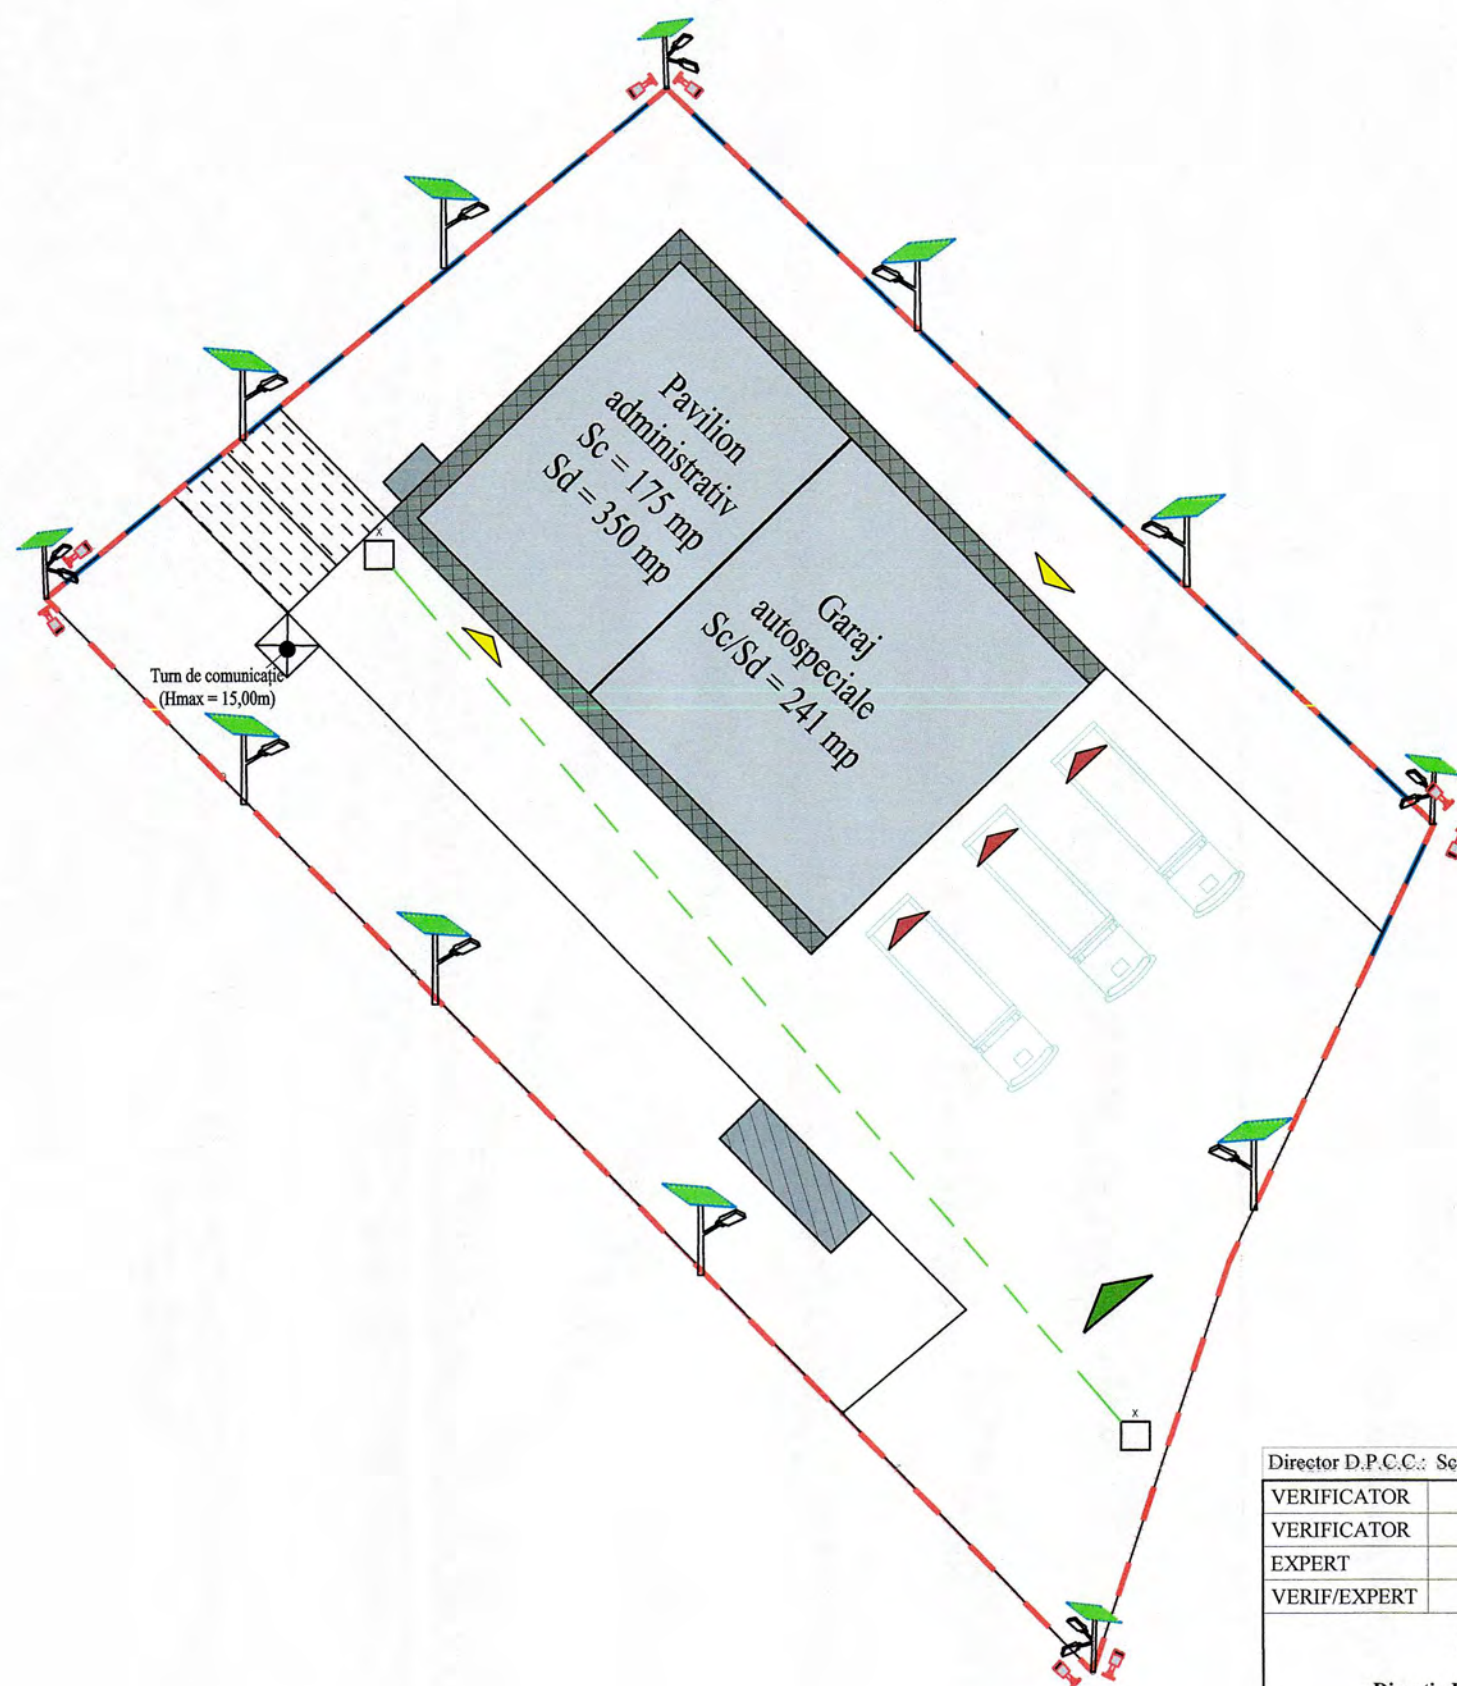 Pavilion
administrativ
Sc = 175 mp
Sd = 350 mp
Garaj
autospeciale
Sc/Sd = 241 mp
x
Turn de comunicație
(Hmax = 15,00m)
x
Director D.P.C.C.: Sc
VERIFICATOR
VERIFICATOR
EXPERT
VERIF/EXPERT